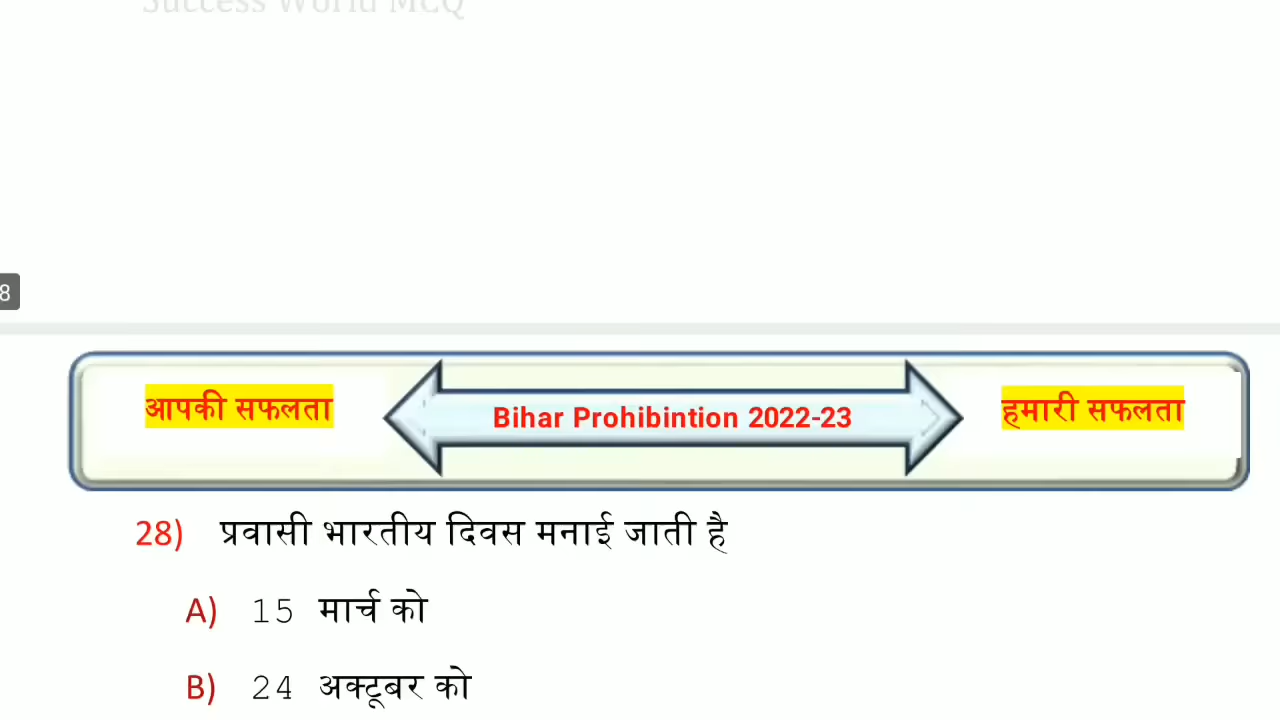 Success World MCQ
8
आपकी सफलता
Bihar Prohibintion 2022-23
हमारी सफलता
28) प्रवासी भारतीय दिवस मनाई जाती है
A) 15 मार्च को
B) 24 अक्टूबर को